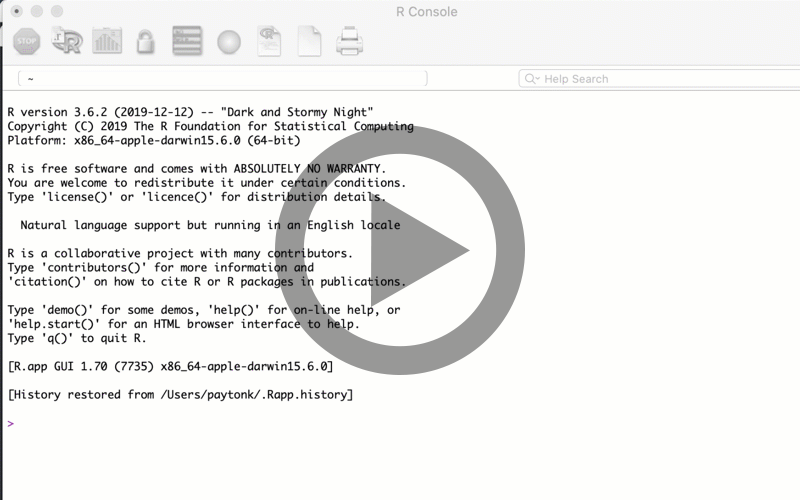 R Console
STOP
R
~
Help Search
R version 3.6.2 (2019-12-12) -- "Dark and Stormy Night"
Copyright (C) 2019 The R Foundation for Statistical Computing
Platform: x86_64-apple-darwin15.6.0 (64-bit)
R is free software and comes with ABSOLUTELY NO WARRANTY.
You are welcome to redistribute it under certain conditions.
Type 'license()' or 'licence()' for distribution details.
Natural language support but running in an English locale
R is a collaborative project with many contributors.
Type 'contributors()' for more information and
'citation()' on how to cite R or R packages in publications.
Type 'demo()' for some demos, 'help()' for on-line help, or
'help.start()' for an HTML browser interface to help.
Type 'q()' to quit R.
[R.app GUI 1.70 (7735) x86_64-apple-darwin15.6.0]
[History restored from /Users/paytonk/.Rapp.history]
>